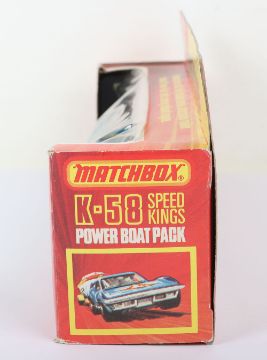 MATCHBOX®
K-58 SPEED KINGS
POWER BOAT PACK